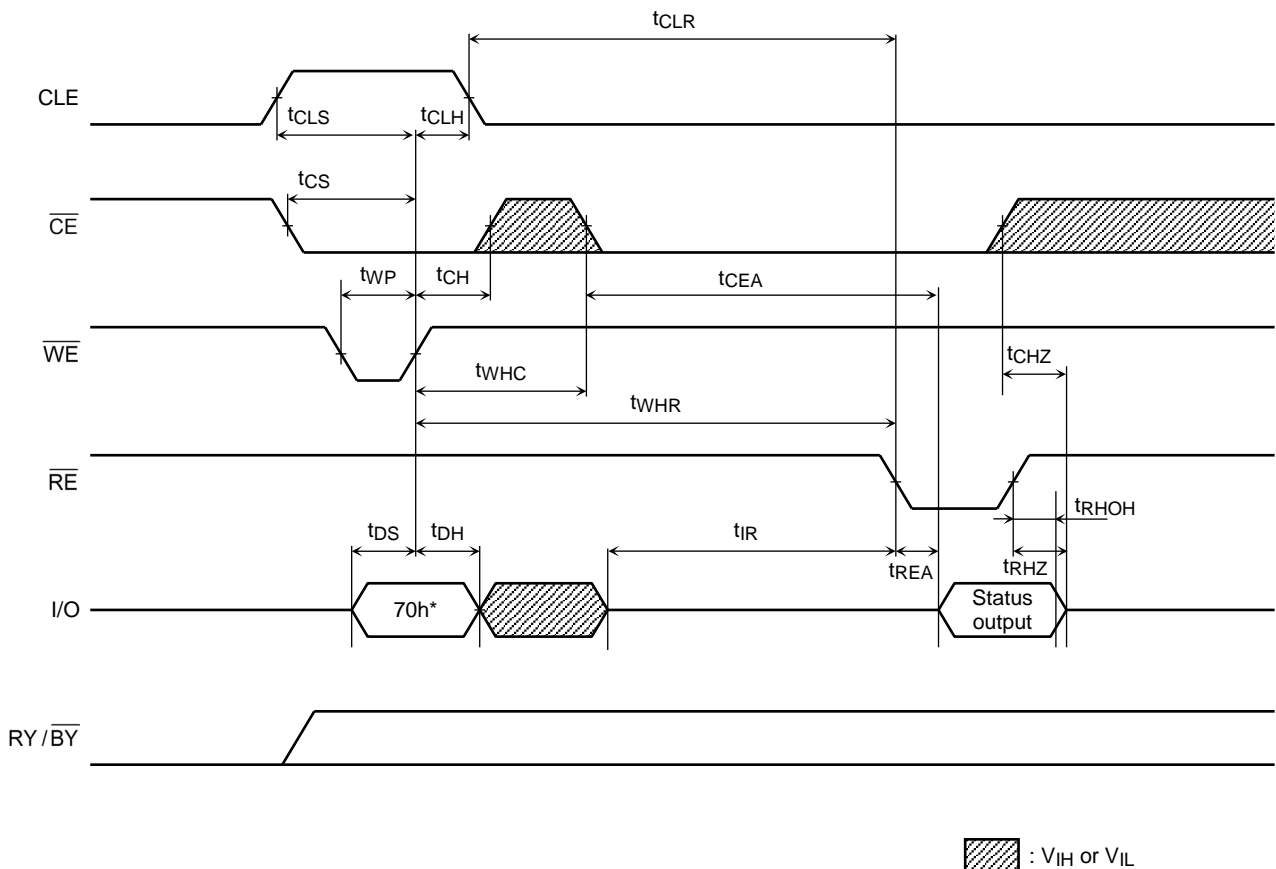 tCLR
CLE
tCLS
tCLH
tCS
CE
tWP
tCH
tCEA
WE
tWHC
tCHZ
tWHR
RE
tRHOH
tDS
tDH
tIR
tREA
tRHZ
I/O
70h*
Status
output
RY / BY
: VIH or VIL